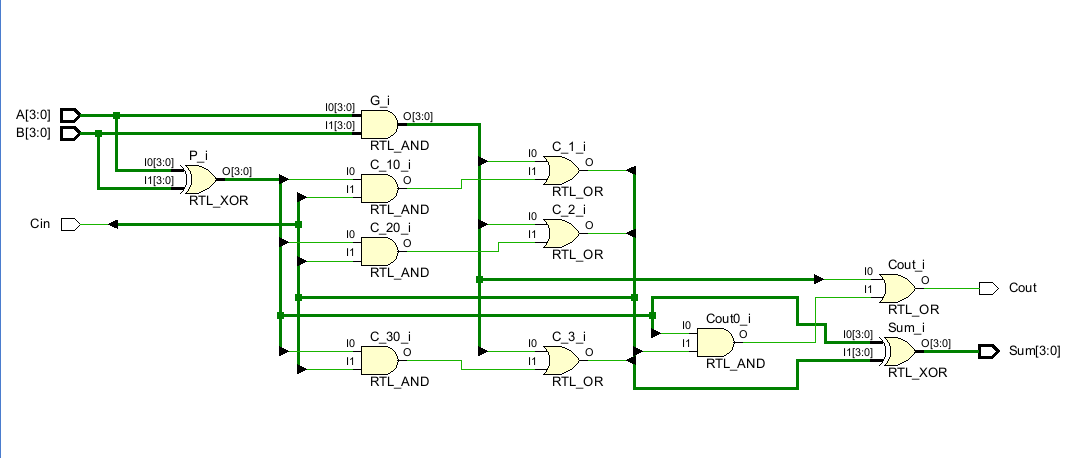 G_i
A[3:0] I0[3:0] O[3:0]
B[3:0] I1[3:0]
RTL_AND
P_i
I0[3:0] O[3:0]
I1[3:0]
RTL_XOR
C_10_i
I0 O
I1
RTL_AND
C_1_i
I0 O
I1
RTL_OR
Cin
C_20_i
I0 O
I1
RTL_AND
C_2_i
I0 O
I1
RTL_OR
C_30_i
I0 O
I1
RTL_AND
C_3_i
I0 O
I1
RTL_OR
Cout0_i
I0 O
I1
RTL_AND
Cout_i
I0 O Cout
I1
RTL_OR
Sum_i
I0[3:0] O[3:0] Sum[3:0]
I1[3:0]
RTL_XOR